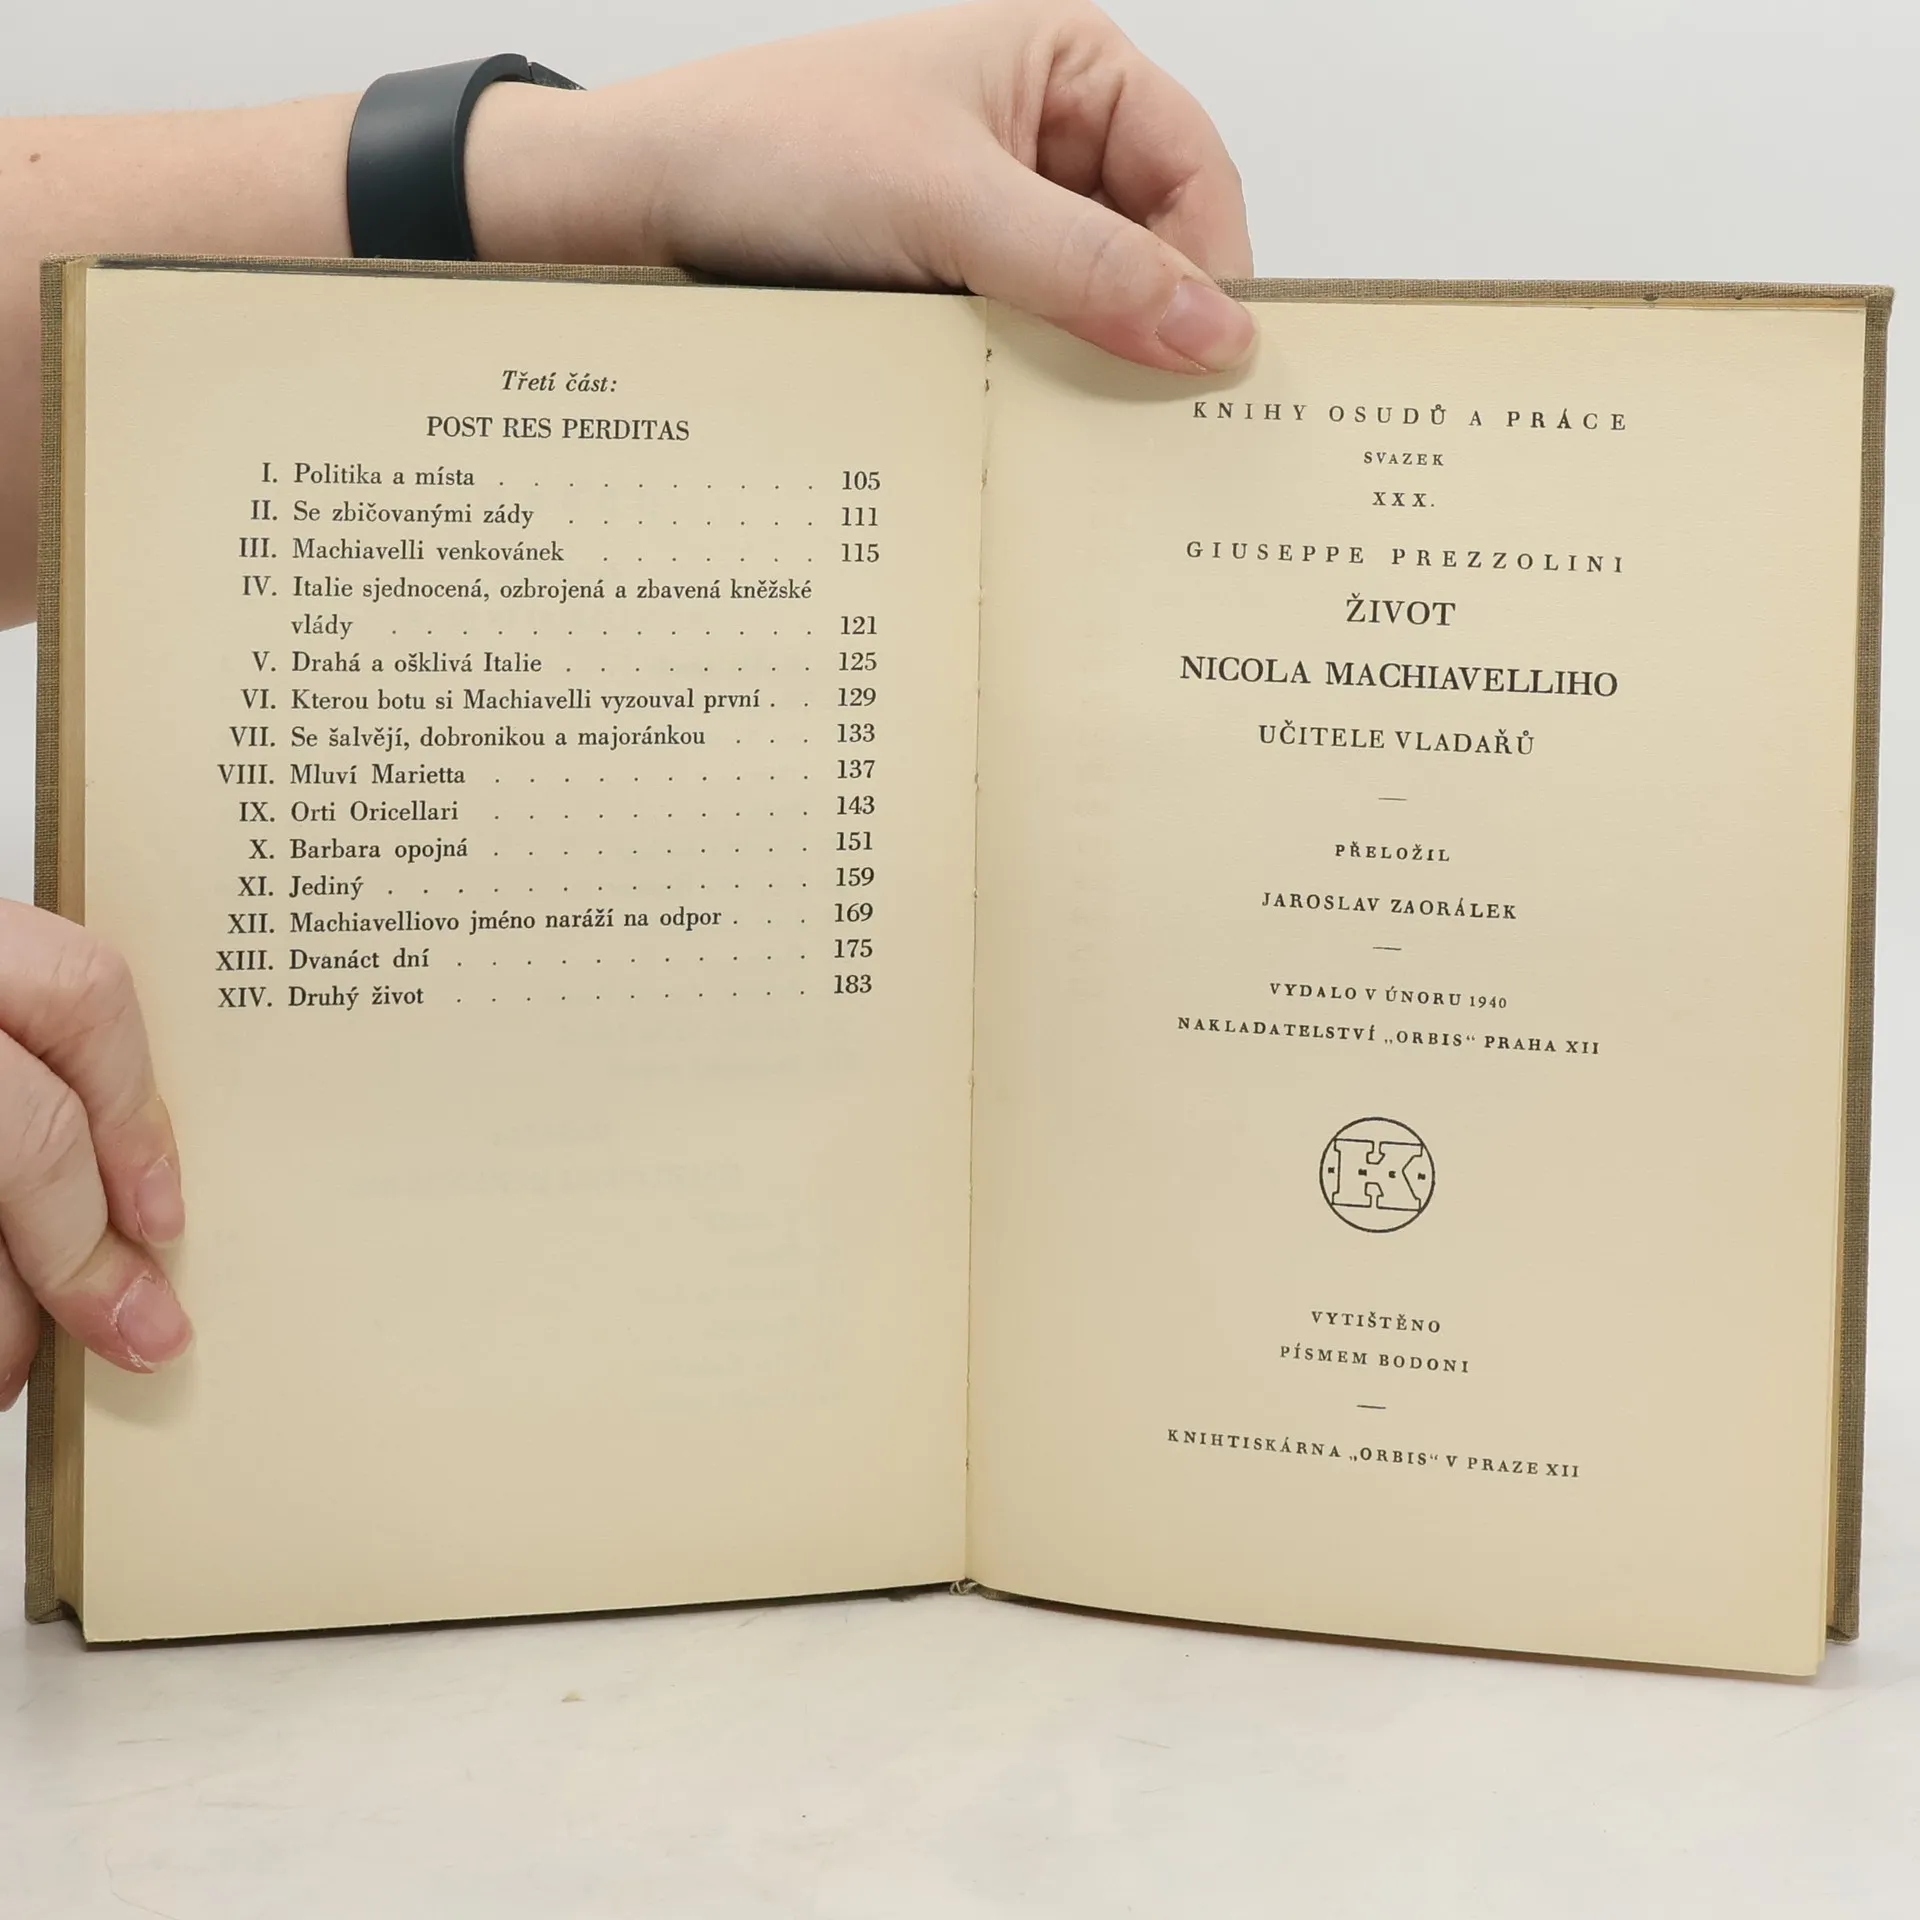 Třetí část:
POST RES PERDITAS
I. Politika a místa . . . . . . . . . . 105
II. Se zbičovanými zády . . . . . . . . 111
III. Machiavelli venkovánek . . . . . . . 115
IV. Italie sjednocená, ozbrojená a zbavená kněžské
vlády . . . . . . . . . . . . . 121
V. Drahá a ošklivá Italie . . . . . . . . 125
VI. Kterou botu si Machiavelli vyzouval první . . 129
VII. Se šalvějí, dobronikou a majoránkou . . . 133
VIII. Mluví Marietta . . . . . . . . . . 137
IX. Orti Oricellari . . . . . . . . . . 143
X. Barbara opojná . . . . . . . . . . 151
XI. Jediný . . . . . . . . . . . . . 159
XII. Machiavelliovo jméno naráží na odpor . . . 169
XIII. Dvanáct dní . . . . . . . . . . . 175
XIV. Druhý život . . . . . . . . . . . 183
KNIHY OSUDŮ A PRÁCE
SVAZEK
XXX.
GIUSEPPE PREZZOLINI
ŽIVOT
NICOLA MACHIAVELLIHO
UČITELE VLADAŘŮ
—
PŘELOŽIL
JAROSLAV ZAORÁLEK
—
VYDALO V ÚNORU 1940
NAKLADATELSTVÍ „ORBIS“ PRAHA XII
K
VYTIŠTĚNO
PÍSMEM BODONI
—
KNIHTISKÁRNA „ORBIS“ V PRAZE XII